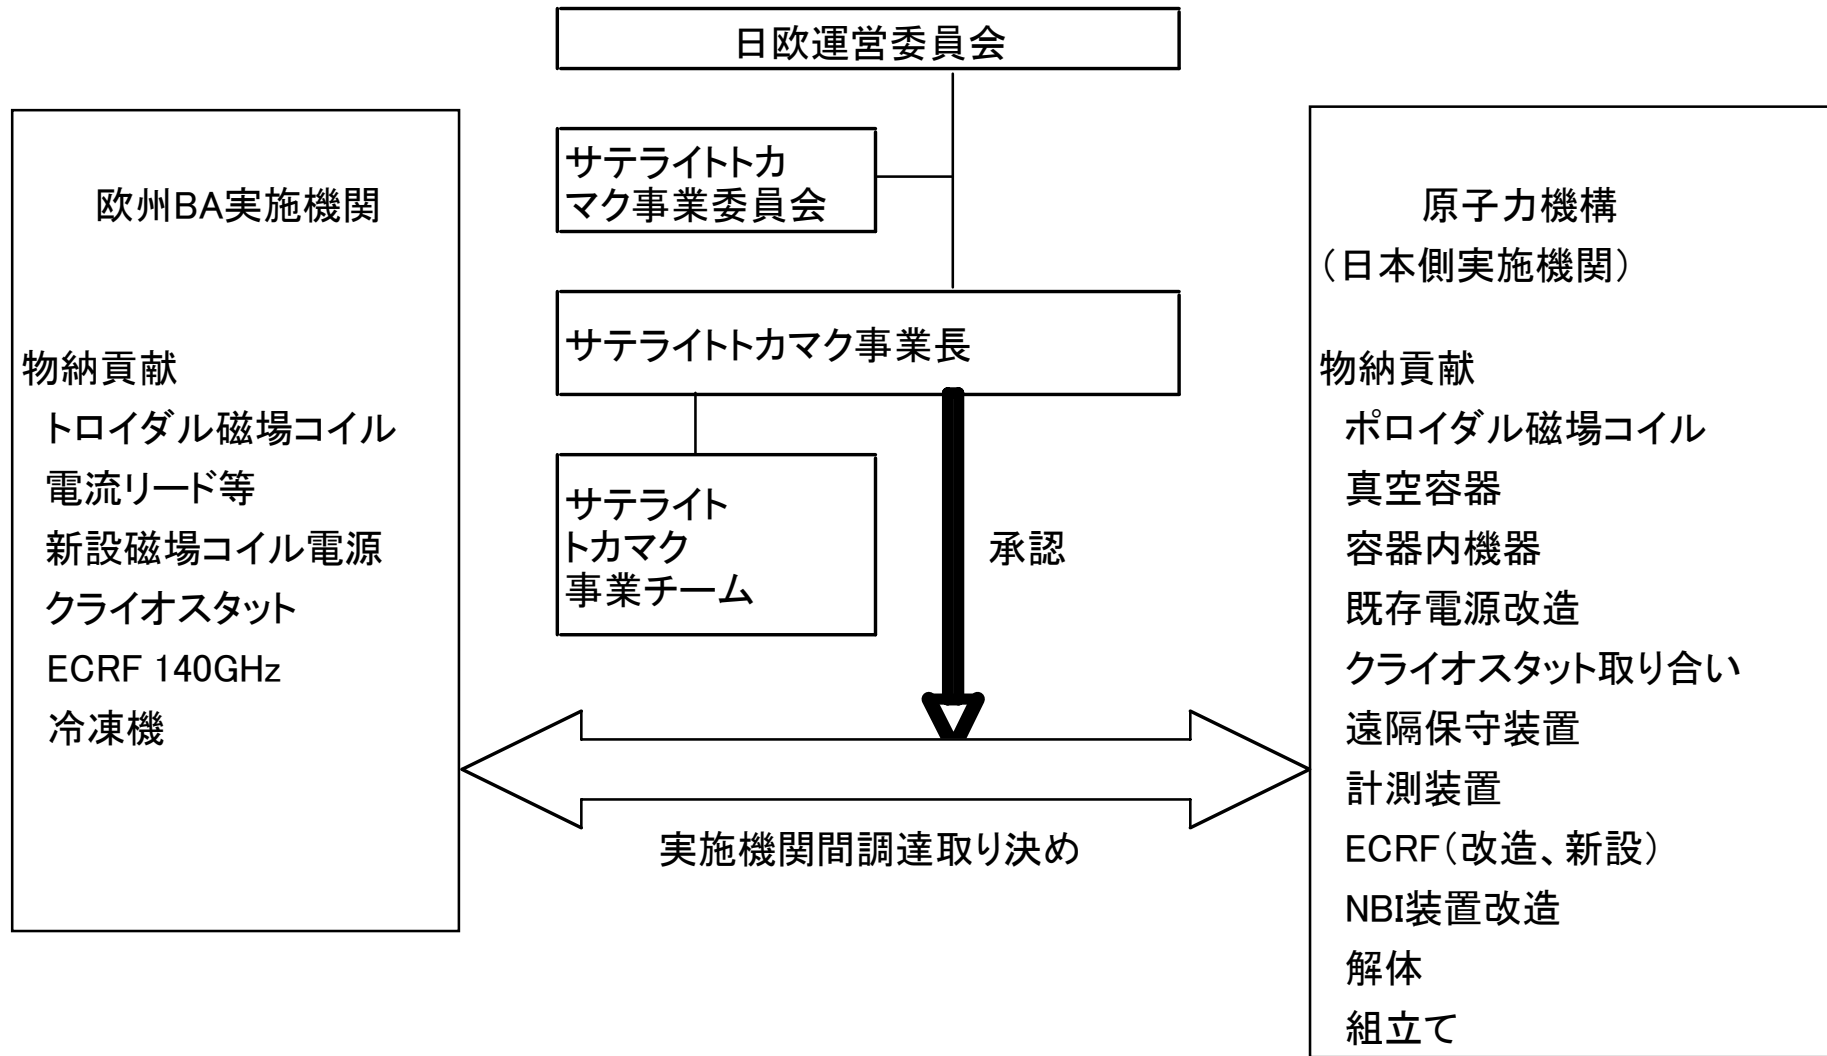 日欧運営委員会
サテライトトカ
マク事業委員会
サテライトトカマク事業長
サテライト
トカマク
事業チーム
承認
実施機関間調達取り決め
欧州BA実施機関
物納貢献
トロイダル磁場コイル
電流リード等
新設磁場コイル電源
クライオスタット
ECRF 140GHz
冷凍機
原子力機構
(日本側実施機関)
物納貢献
ポロイダル磁場コイル
真空容器
容器内機器
既存電源改造
クライオスタット取り合い
遠隔保守装置
計測装置
ECRF(改造、新設)
NBI装置改造
解体
組立て